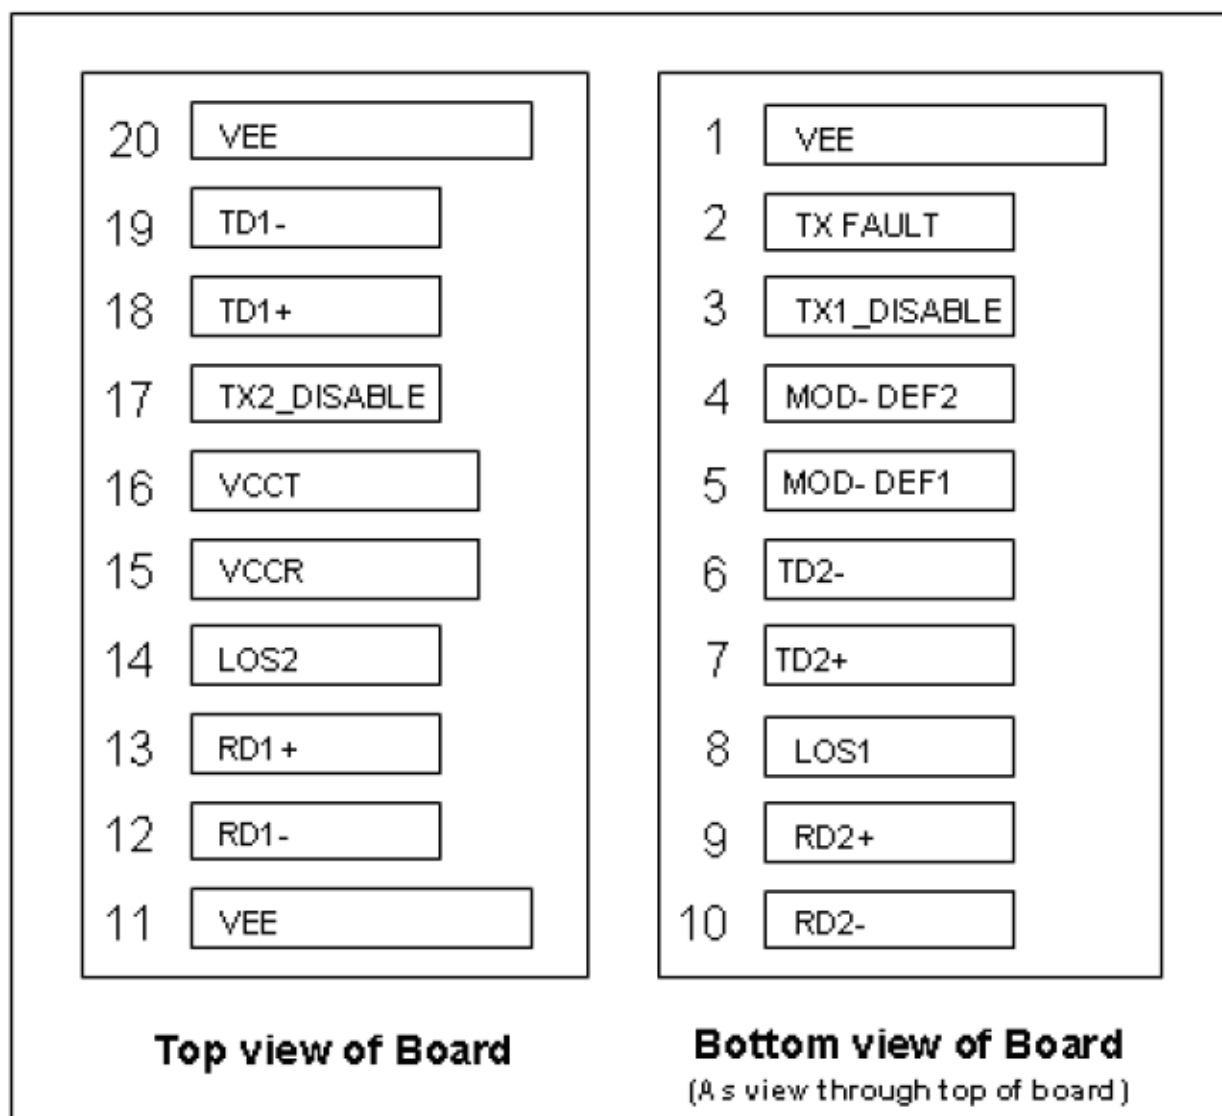 20 VEE
19 TD1-
18 TD1+
17 TX2_DISABLE
16 VCCT
15 VCCR
14 LOS2
13 RD1+
12 RD1-
11 VEE
Top view of Board
1 VEE
2 TX FAULT
3 TX1_DISABLE
4 MOD- DEF2
5 MOD- DEF1
6 TD2-
7 TD2+
8 LOS1
9 RD2+
10 RD2-
Bottom view of Board
(As view through top of board)